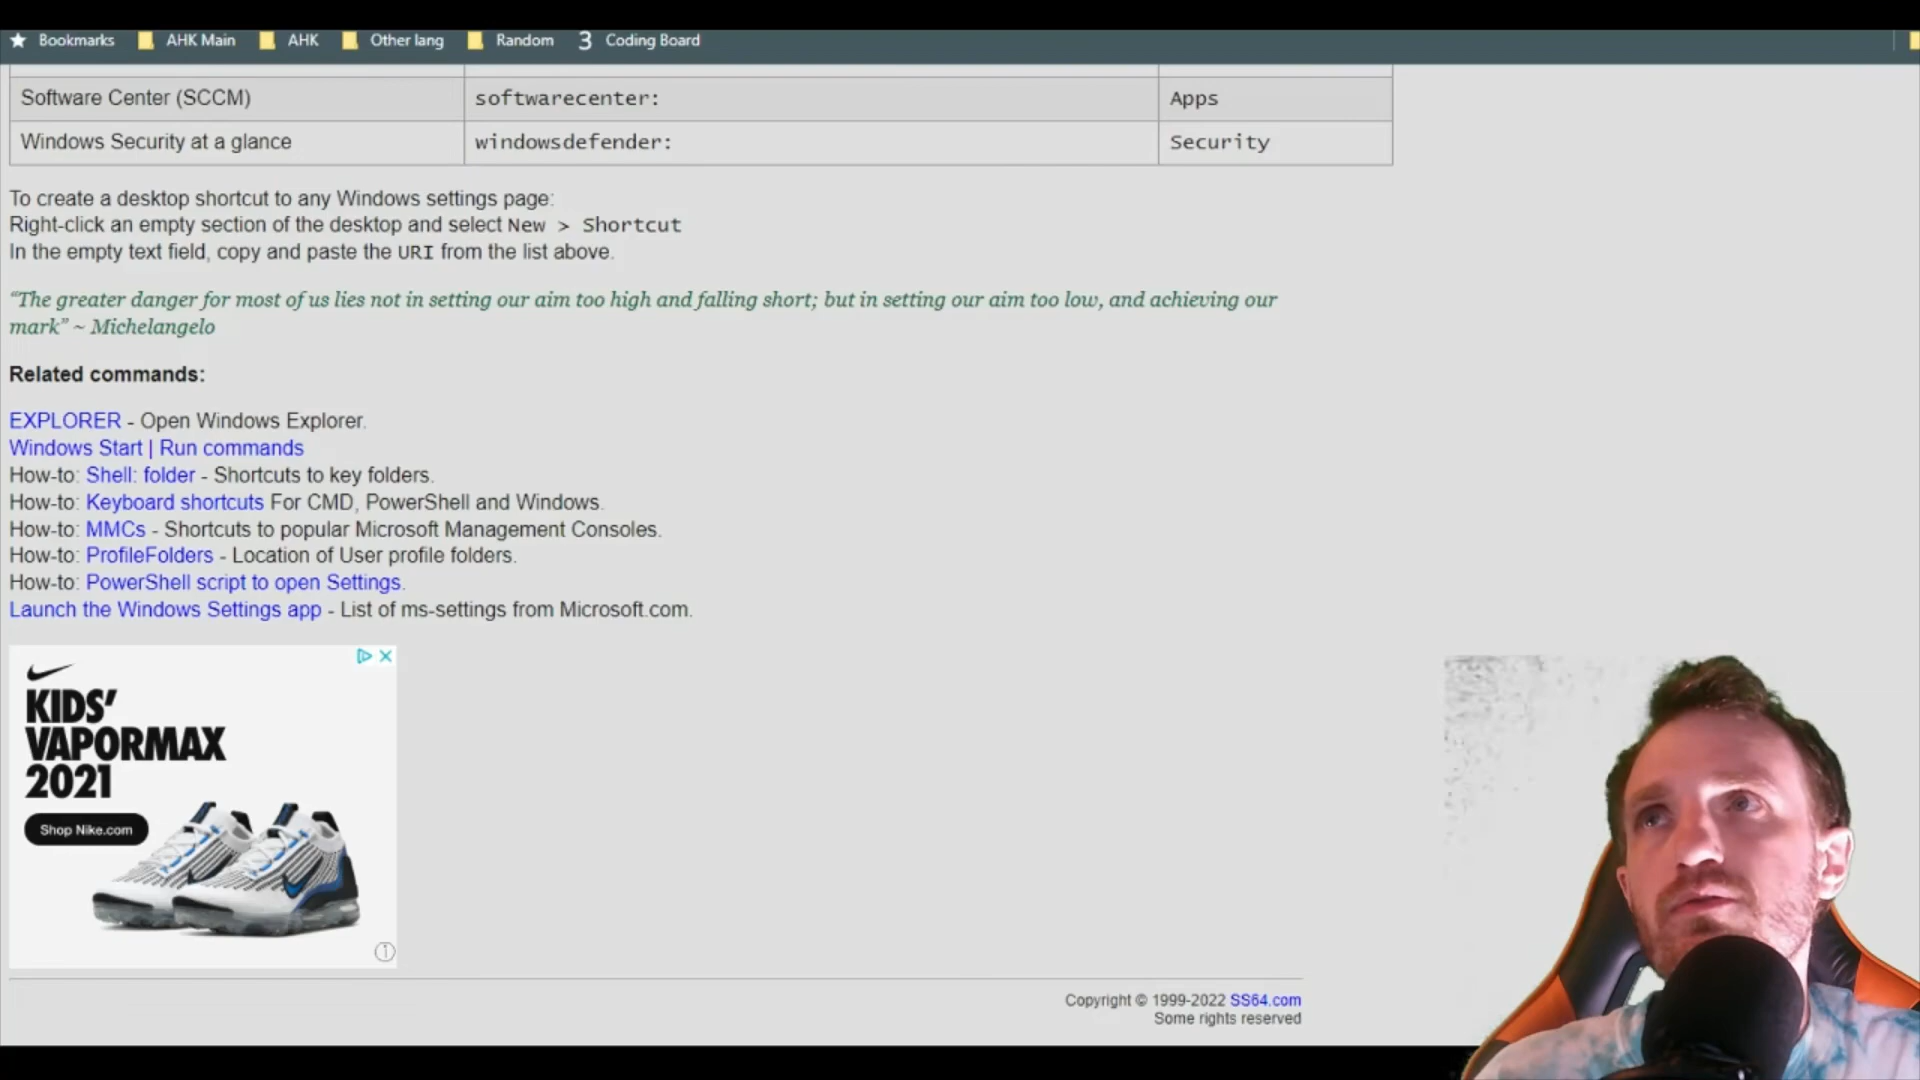 Bookmarks AHK Main AHK Other lang Random 3 Coding Board
Software Center (SCCM) softwarecenter: Apps
Windows Security at a glance windowsdefender: Security
To create a desktop shortcut to any Windows settings page:
Right-click an empty section of the desktop and select New > Shortcut
In the empty text field, copy and paste the URI from the list above.
“The greater danger for most of us lies not in setting our aim too high and falling short; but in setting our aim too low, and achieving our
mark” ~ Michelangelo
Related commands:
EXPLORER - Open Windows Explorer.
Windows Start | Run commands
How-to: Shell: folder - Shortcuts to key folders.
How-to: Keyboard shortcuts For CMD, PowerShell and Windows.
How-to: MMCs - Shortcuts to popular Microsoft Management Consoles.
How-to: ProfileFolders - Location of User profile folders.
How-to: PowerShell script to open Settings.
Launch the Windows Settings app - List of ms-settings from Microsoft.com.
KIDS'
VAPORMAX
2021
Shop Nike.com
Copyright © 1999-2022 SS64.com
Some rights reserved